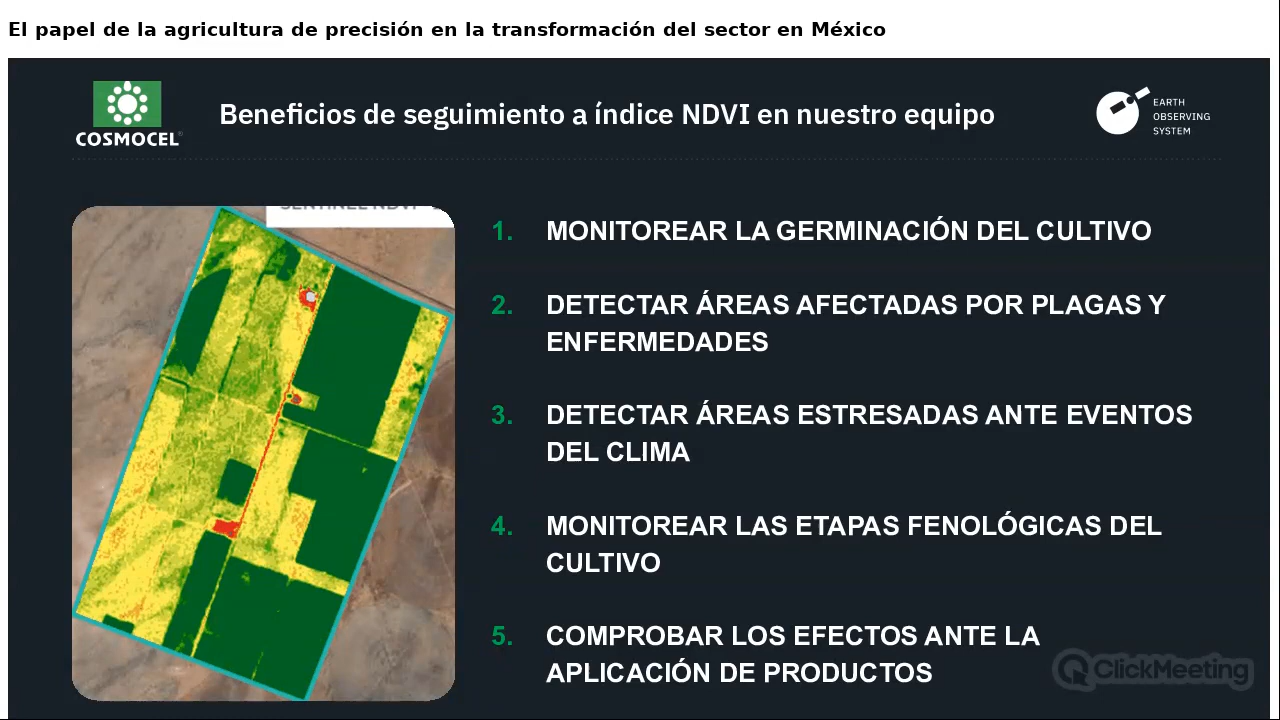 El papel de la agricultura de precisión en la transformación del sector en México
COSMOCEL
Beneficios de seguimiento a índice NDVI en nuestro equipo
EARTH
OBSERVING
SYSTEM
1. MONITOREAR LA GERMINACIÓN DEL CULTIVO
2. DETECTAR ÁREAS AFECTADAS POR PLAGAS Y
ENFERMEDADES
3. DETECTAR ÁREAS ESTRESADAS ANTE EVENTOS
DEL CLIMA
4. MONITOREAR LAS ETAPAS FENOLÓGICAS DEL
CULTIVO
5. COMPROBAR LOS EFECTOS ANTE LA
APLICACIÓN DE PRODUCTOS
ClickMeeting